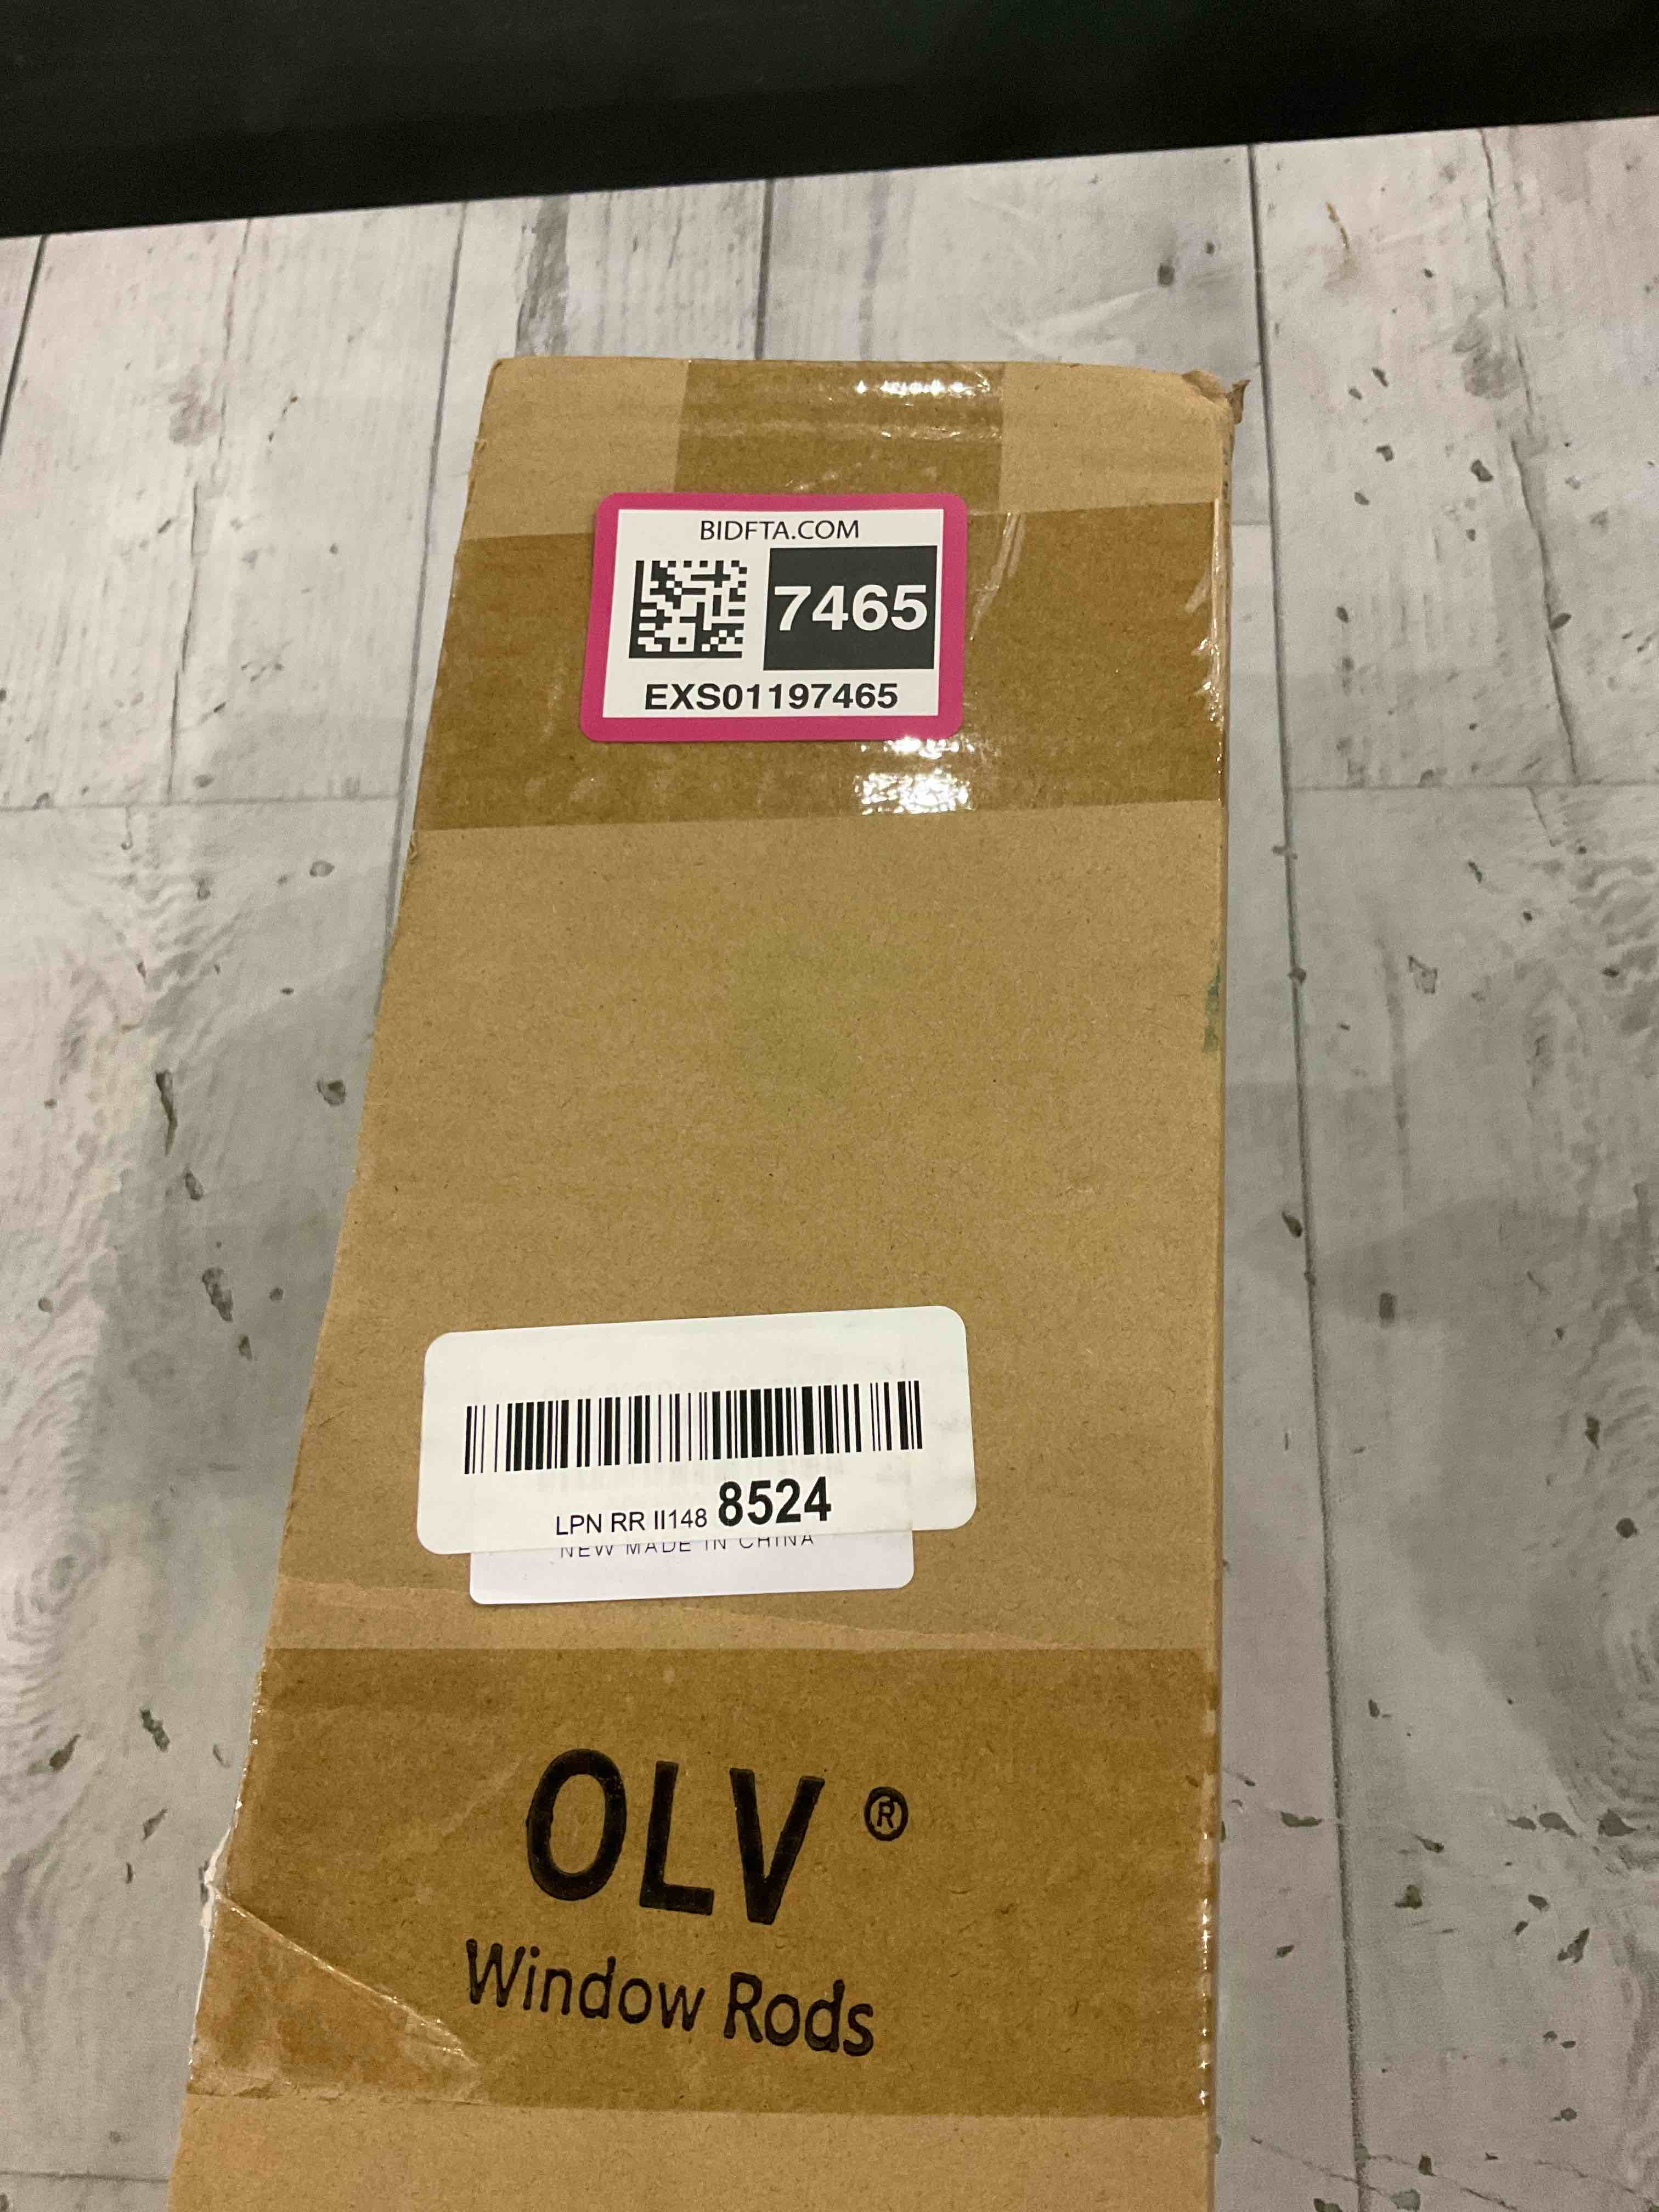 BIDFTA.COM
7465
EXS01197465
LPN RR II148 8524
NEW MADE IN CHINA
OLV ®
Window Rods